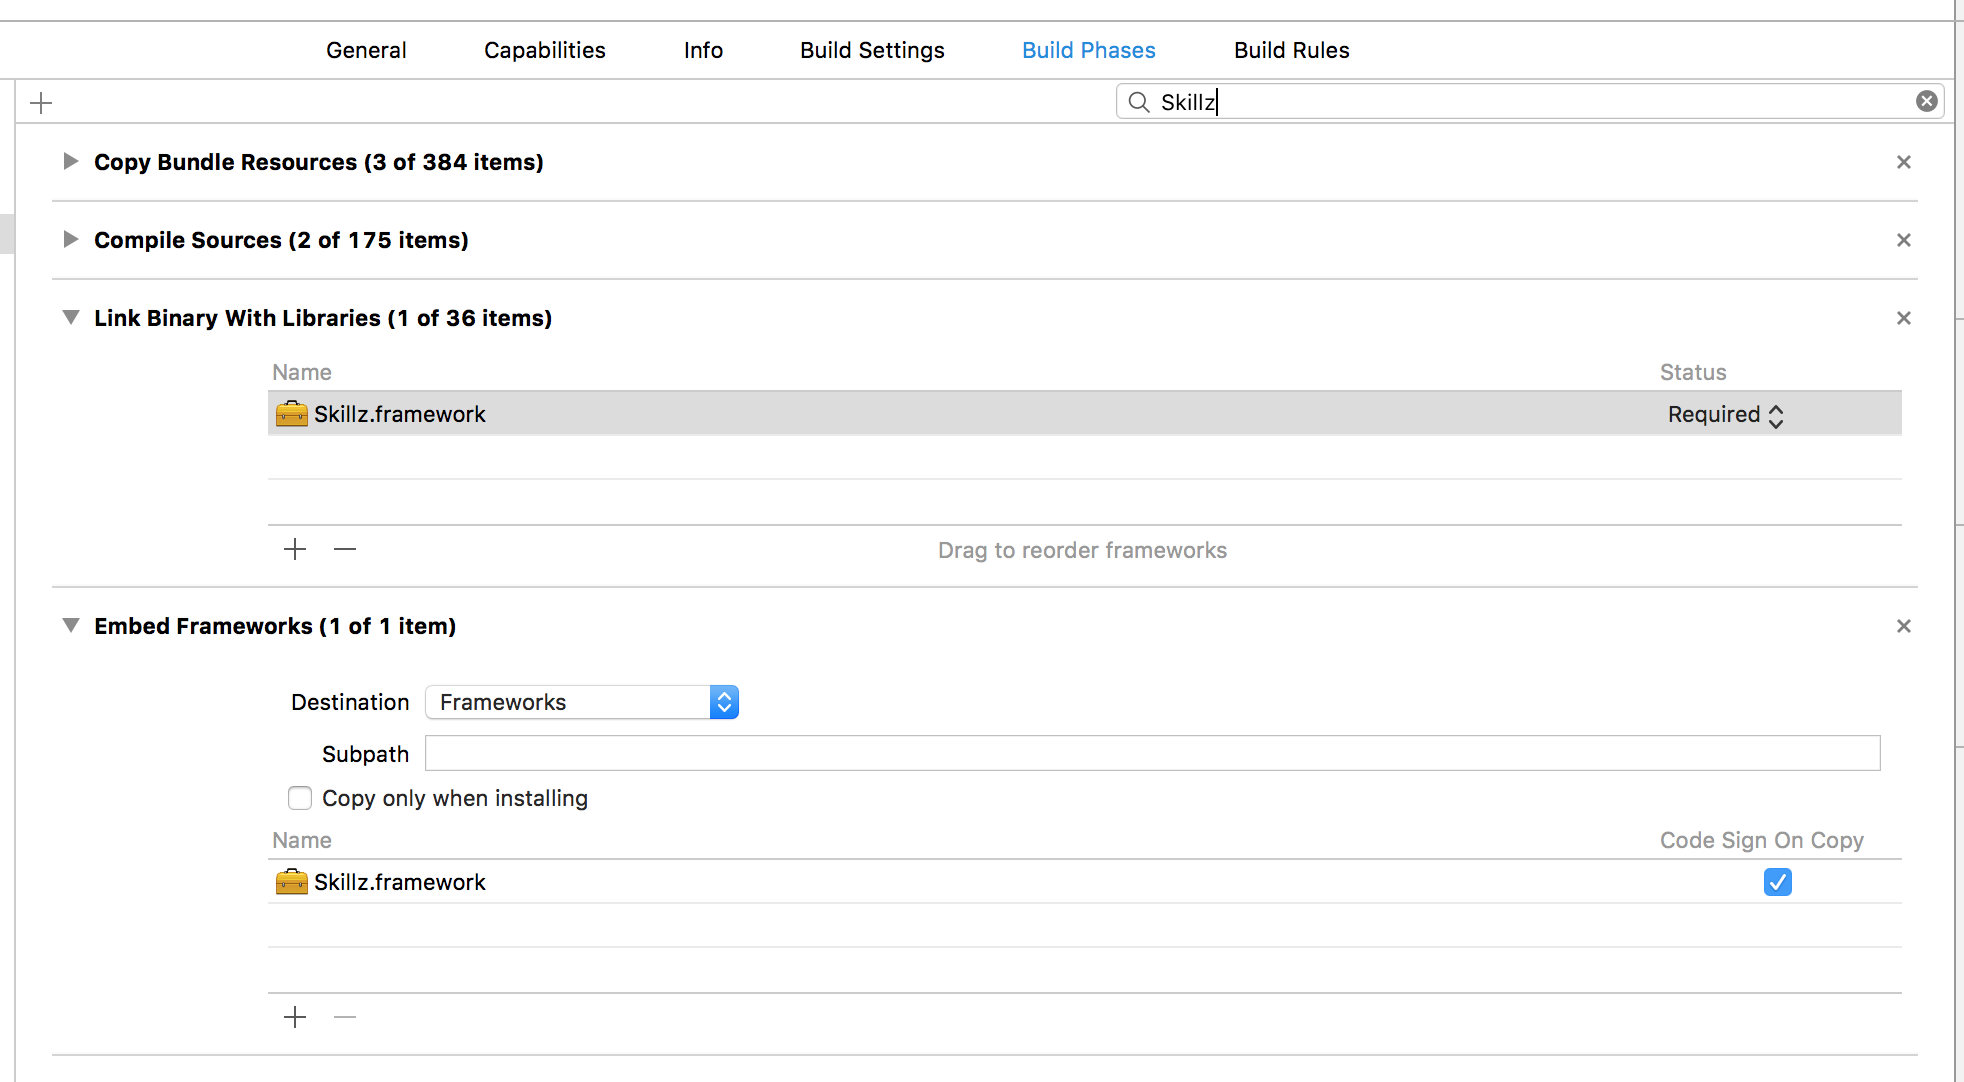 General Capabilities Info Build Settings Build Phases Build Rules
Skillz
Copy Bundle Resources (3 of 384 items)
Compile Sources (2 of 175 items)
Link Binary With Libraries (1 of 36 items)
Name Status
Skillz.framework Required
Drag to reorder frameworks
Embed Frameworks (1 of 1 item)
Destination Frameworks
Subpath
Copy only when installing
Name Code Sign On Copy
Skillz.framework